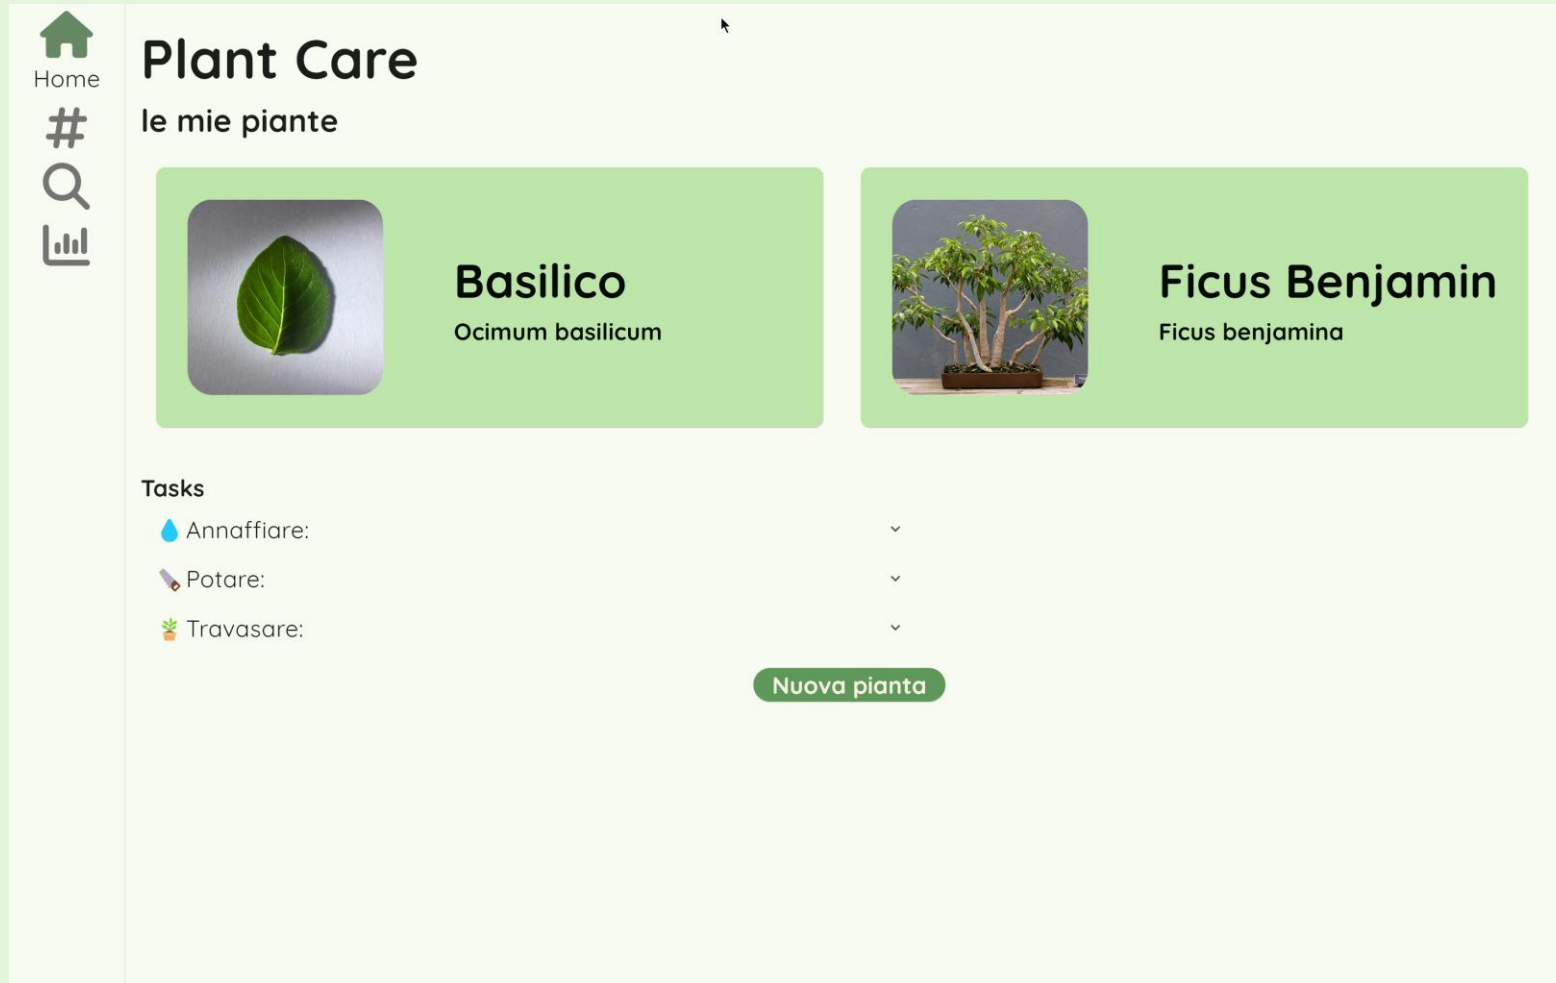 Home
Plant Care
le mie piante
Basilico
Ocimum basilicum
Ficus Benjamin
Ficus benjamina
Tasks
💧 Annaffiare:
🪚 Potare:
🪴 Travasare:
Nuova pianta